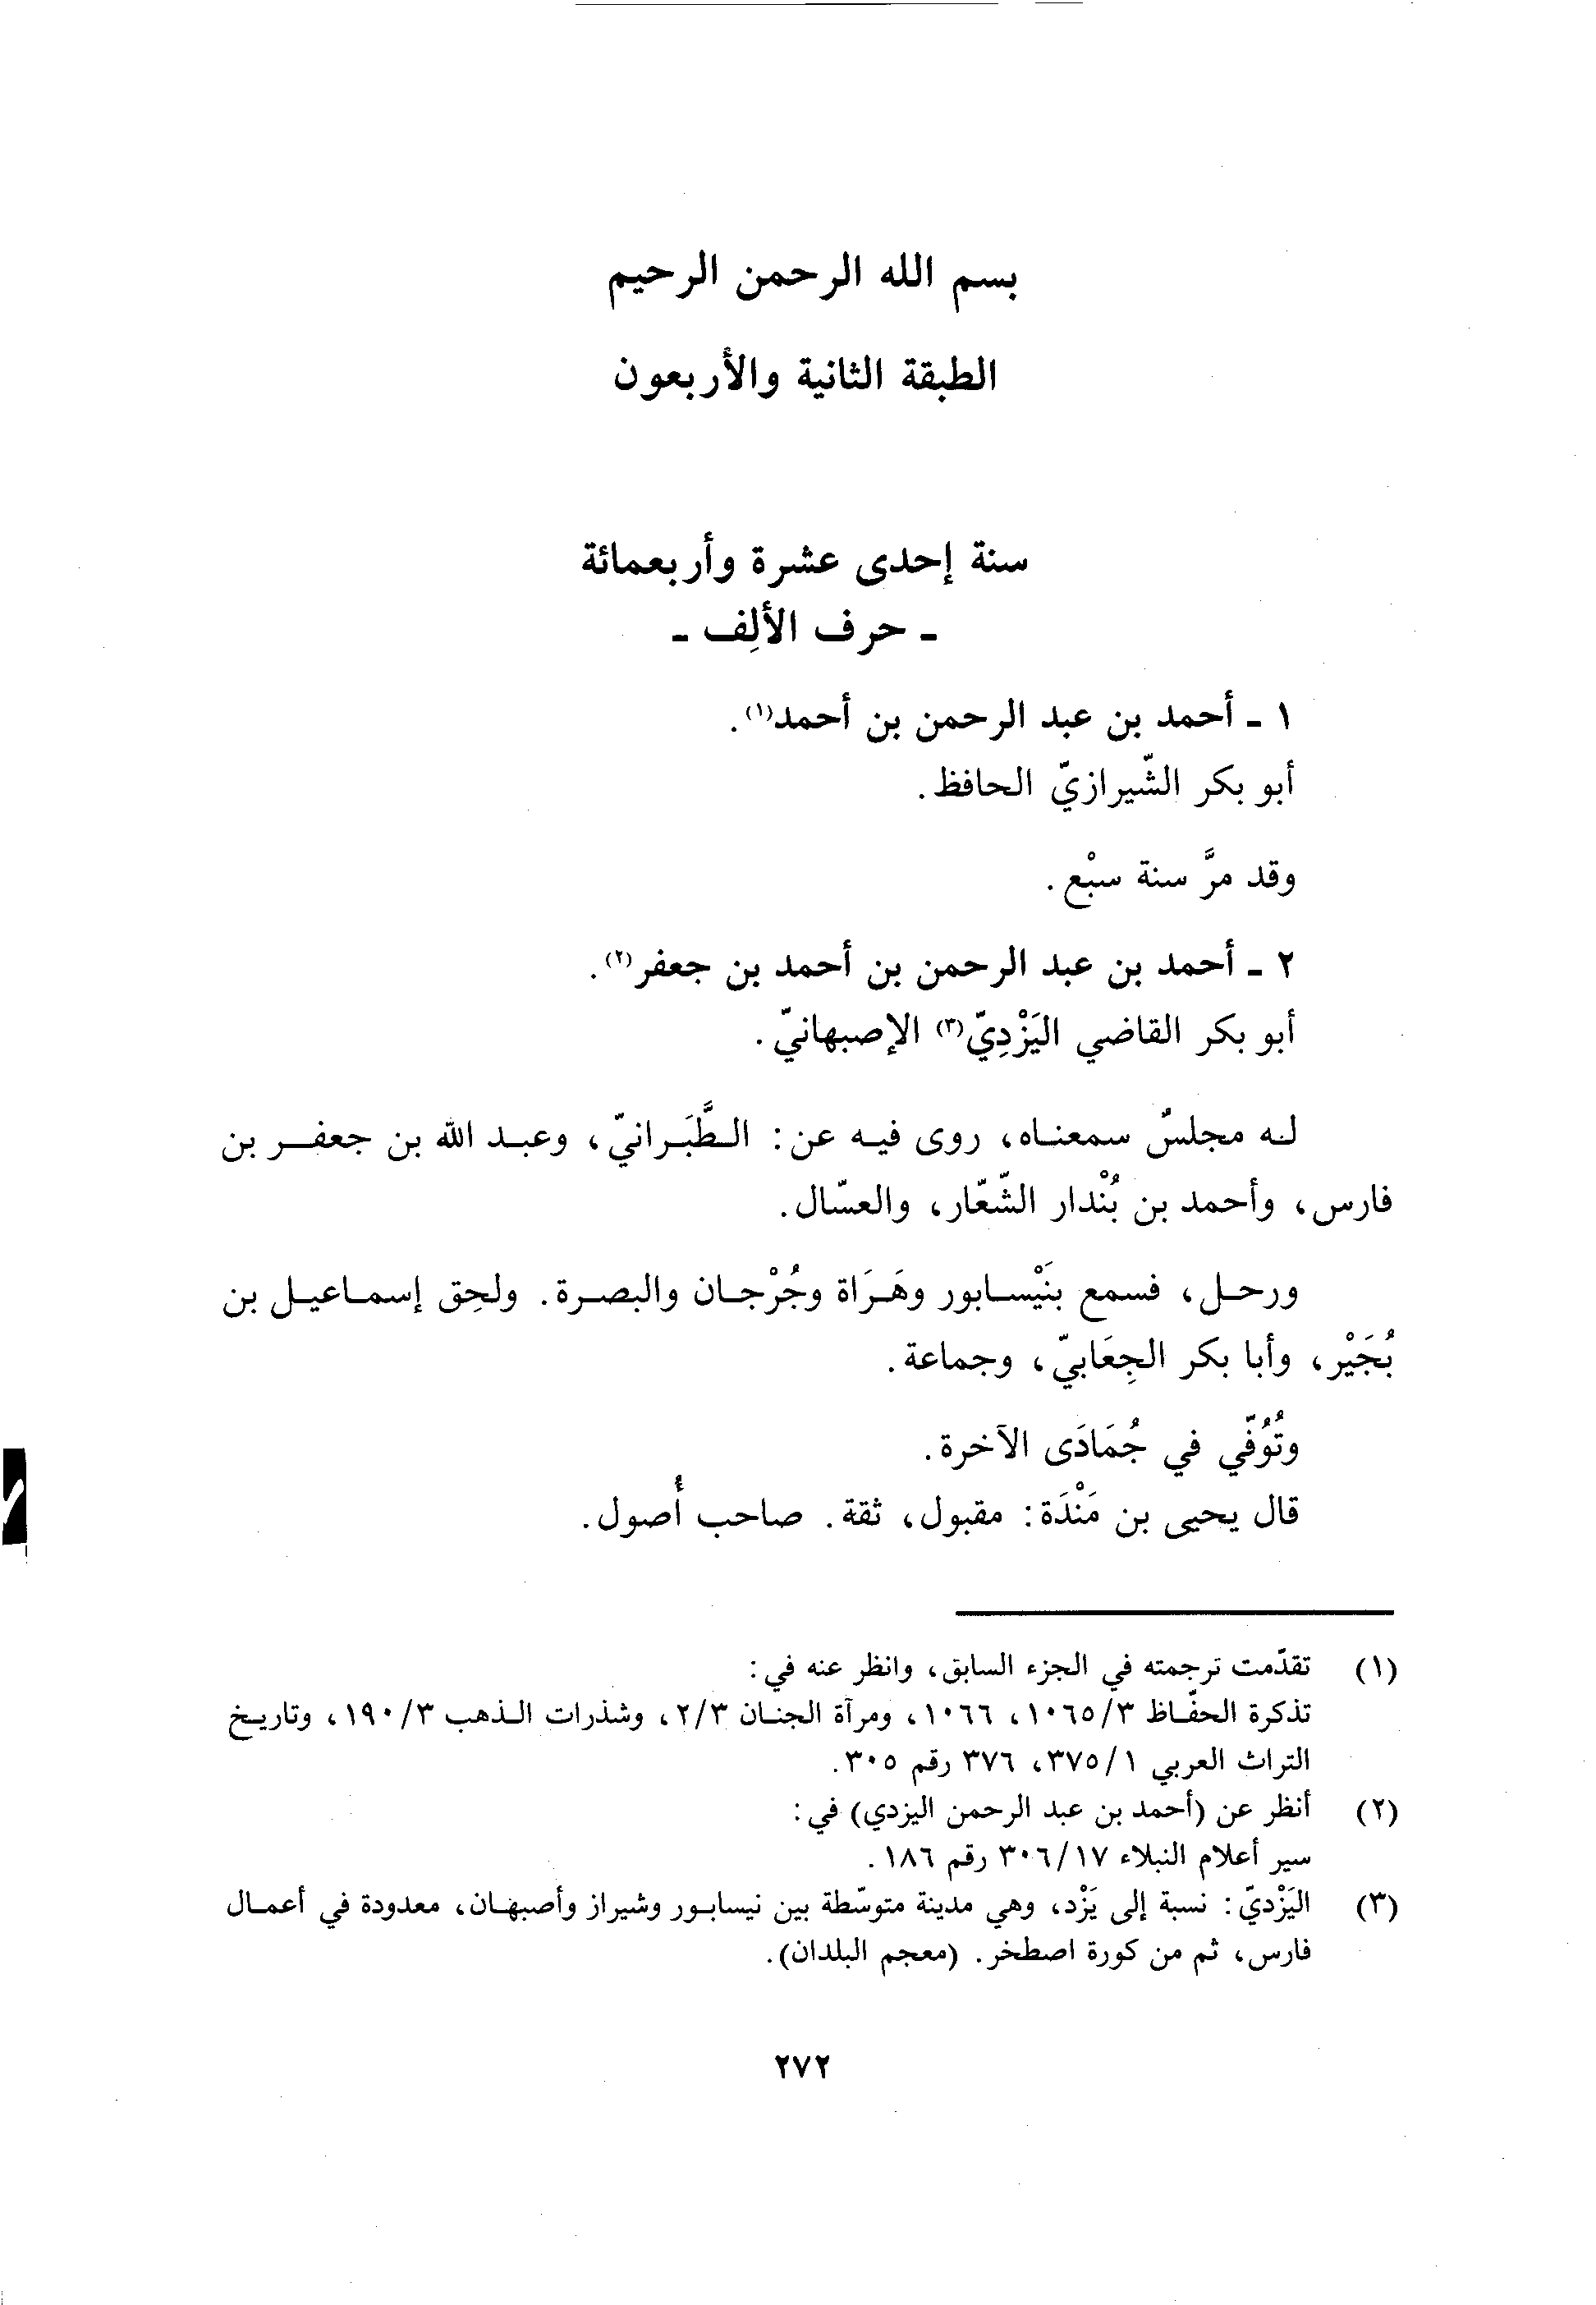 بسم الله الرحمن الرحيم
الطبقة الثانية والأربعون
سنة إحدى عشرة وأربعمائة
- حرف الألِف -
١ - أحمد بن عبد الرحمن بن أحمد(١).
أبو بكر الشّيرازيّ الحافظ.
وقد مرَّ سنة سبْع.
٢ - أحمد بن عبد الرحمن بن أحمد بن جعفر(٢).
أبو بكر القاضي اليَزْدِيّ(٣) الإصبهانيّ.
له مجلسٌ سمعناه، روى فيه عن: الطَّبَرانيّ، وعبد الله بن جعفر بن
فارس، وأحمد بن بُنْدار الشّعّار، والعسّال.
ورحل، فسمع بنَيْسابور وهَرَاة وجُرْجان والبصرة. ولحِق إسماعيل بن
بُجَيْر، وأبا بكر الجِعَابيّ، وجماعة.
وتُوُفّي في جُمَادَى الآخرة.
قال يحيى بن مَنْدَة: مقبول، ثقة. صاحب أُصول.
(١) تقدّمت ترجمته في الجزء السابق، وانظر عنه في:
تذكرة الحفّاظ ٣/١٠٦٥، ١٠٦٦، ومرآة الجنان ٢/٣، وشذرات الذهب ٣/١٩٠، وتاريخ
التراث العربي ١/٣٧٥، ٣٧٦ رقم ٣٠٥.
(٢) أنظر عن (أحمد بن عبد الرحمن اليزدي) في:
سير أعلام النبلاء ١٧/٣٠٦ رقم ١٨٦.
(٣) اليَزْديّ: نسبة إلى يَزْد، وهي مدينة متوسّطة بين نيسابور وشيراز وأصبهان، معدودة في أعمال
فارس، ثم من كورة اصطخر. (معجم البلدان).
٢٧٢